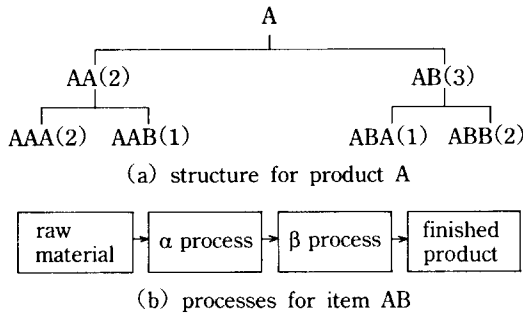 A
AA(2) AB(3)
AAA(2) AAB(1) ABA(1) ABB(2)
(a) structure for product A
raw material
α process
β process
finished product
(b) processes for item AB